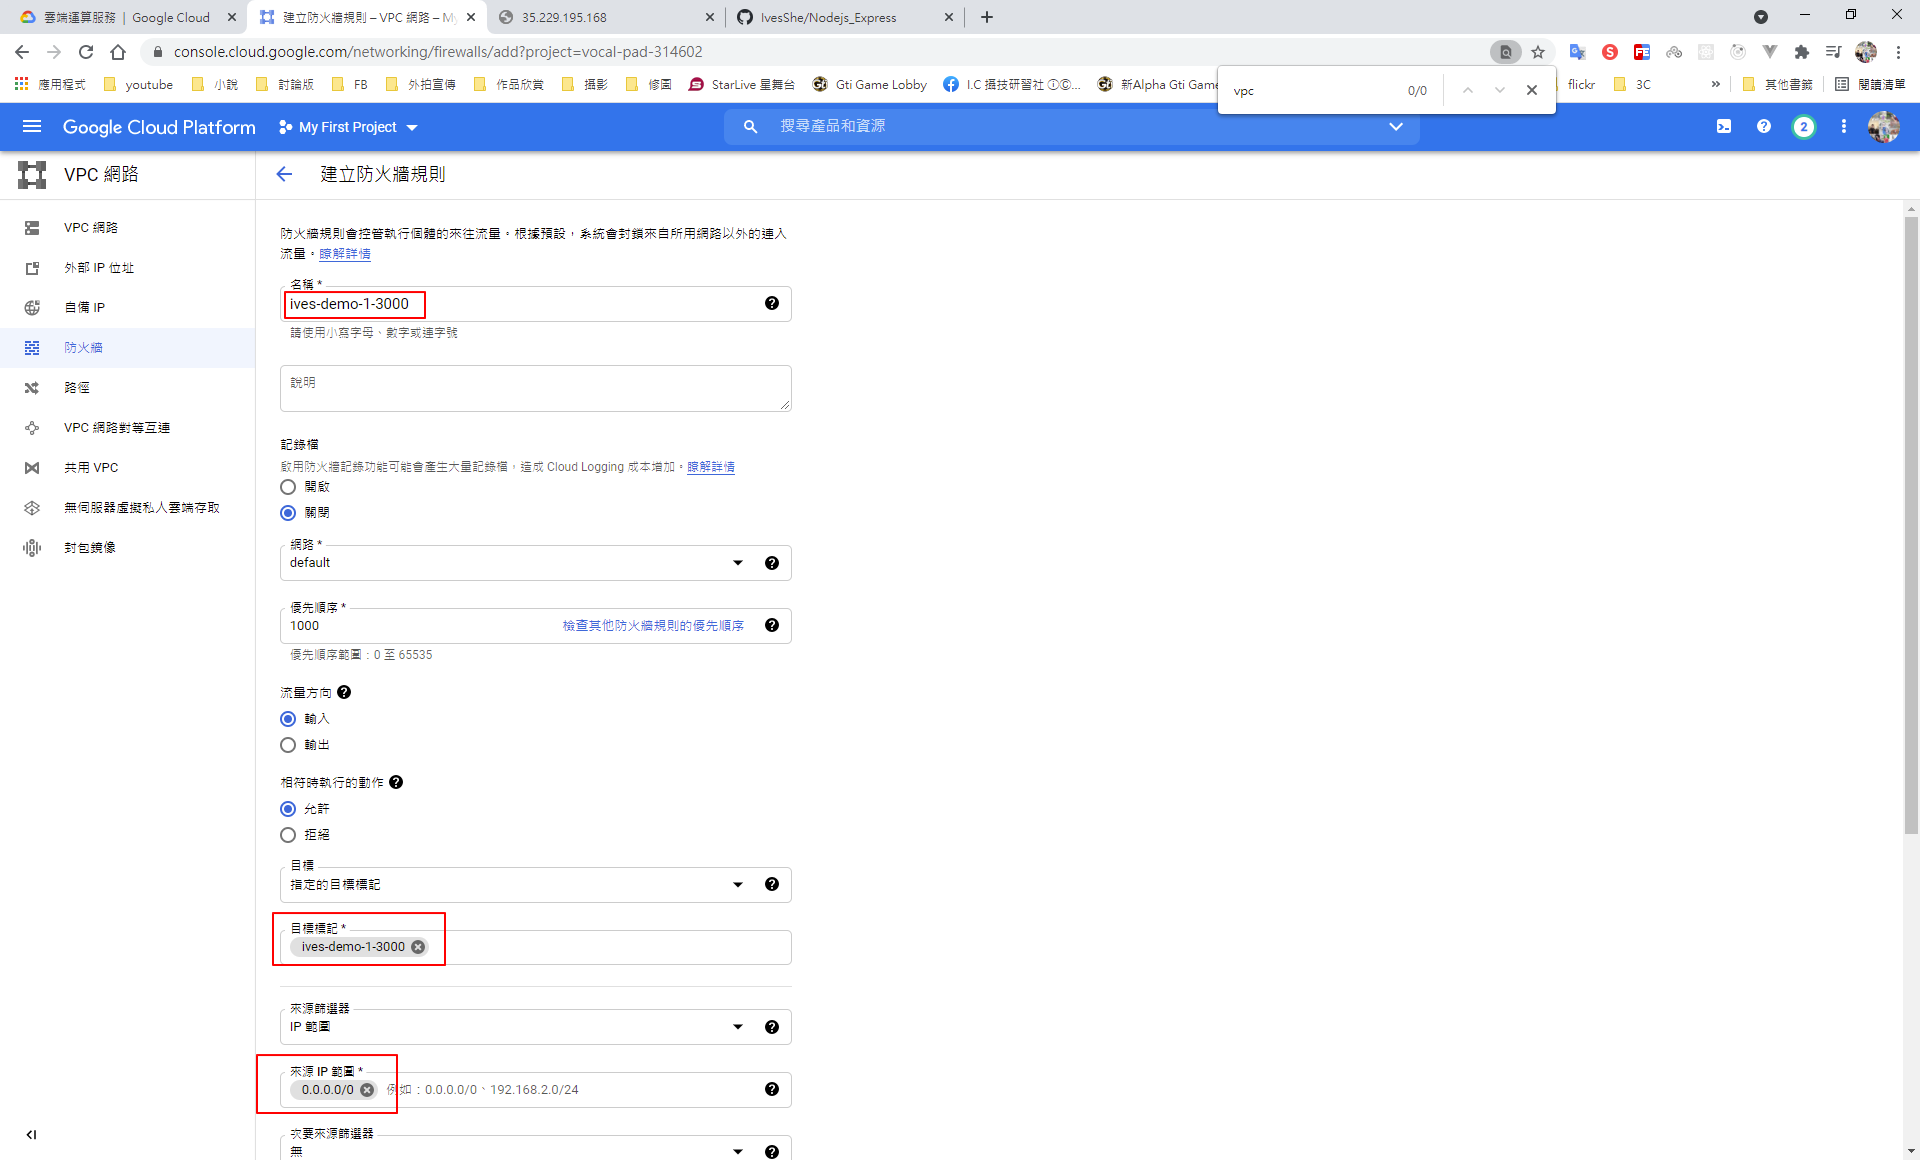 雲端運算服務 | Google Cloud
建立防火牆規則 – VPC 網路 – My
35.229.195.168
IvesShe/Nodejs_Express
console.cloud.google.com/networking/firewalls/add?project=vocal-pad-314602
應用程式
youtube
小說
討論版
FB
外拍宣傳
作品欣賞
攝影
修圖
StarLive 星舞台
Gti Game Lobby
I.C 攝技研習社 ⒾⒸ...
新Alpha Gti Game
flickr
3C
»
其他書籤
閱讀清單
vpc
0/0
Google Cloud Platform
My First Project
搜尋產品和資源
2
VPC 網路
建立防火牆規則
VPC 網路
外部 IP 位址
自備 IP
防火牆
路徑
VPC 網路對等互連
共用 VPC
無伺服器虛擬私人雲端存取
封包鏡像
防火牆規則會控管執行個體的來往流量。根據預設，系統會封鎖來自所用網路以外的連入
流量。瞭解詳情
名稱 *
ives-demo-1-3000
請使用小寫字母、數字或連字號
說明
記錄檔
啟用防火牆記錄功能可能會產生大量記錄檔，造成 Cloud Logging 成本增加。瞭解詳情
開啟
關閉
網路 *
default
優先順序 *
1000
檢查其他防火牆規則的優先順序
優先順序範圍：0 至 65535
流量方向
輸入
輸出
相符時執行的動作
允許
拒絕
目標
指定的目標標記
目標標記 *
ives-demo-1-3000
來源篩選器
IP 範圍
來源 IP 範圍 *
0.0.0.0/0
例如：0.0.0.0/0、192.168.2.0/24
次要來源篩選器
無